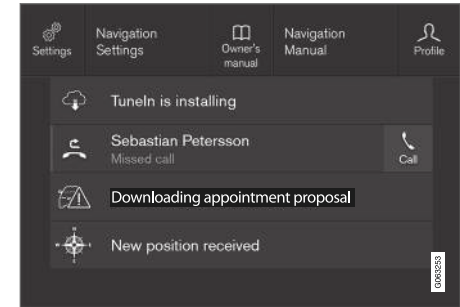 Settings
Navigation
Settings
Owner's
manual
Navigation
Manual
Profile
TuneIn is installing
Sebastian Petersson
Missed call
Call
Downloading appointment proposal
New position received
G063253